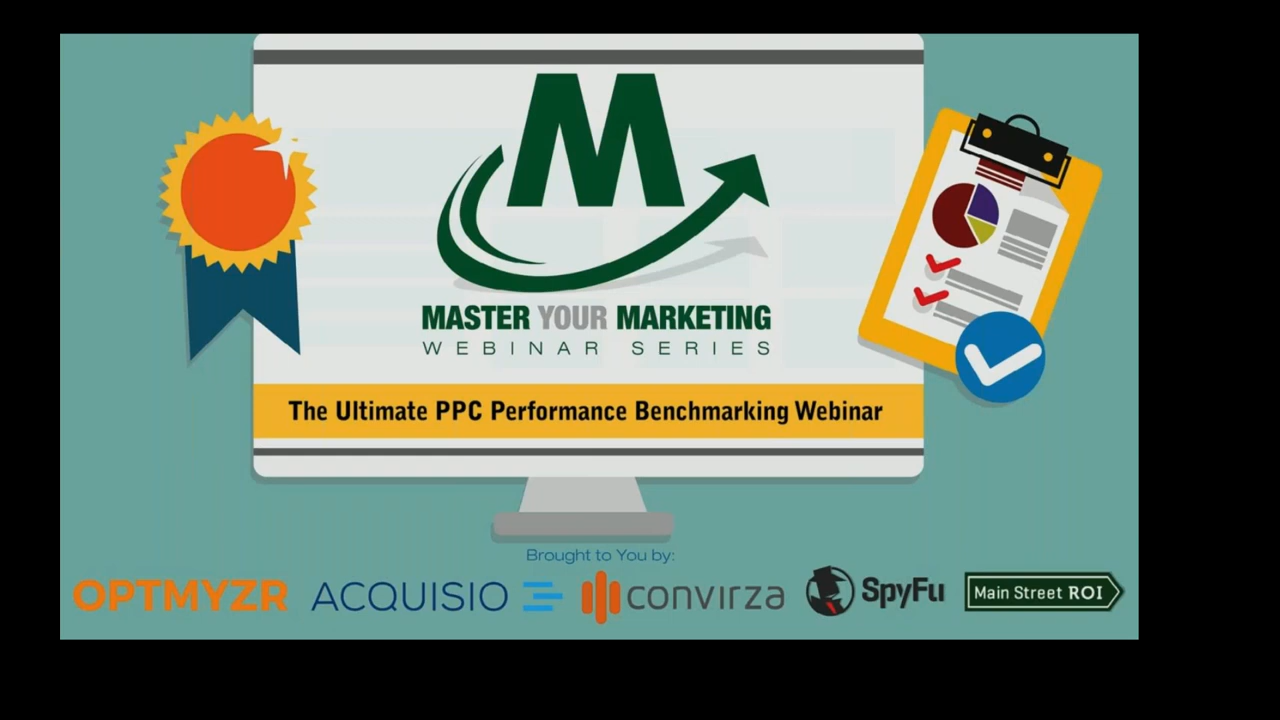 M
MASTER YOUR MARKETING
WEBINAR SERIES
The Ultimate PPC Performance Benchmarking Webinar
Brought to You by:
OPTMYZR ACQUISIO convirza SpyFu Main Street ROI